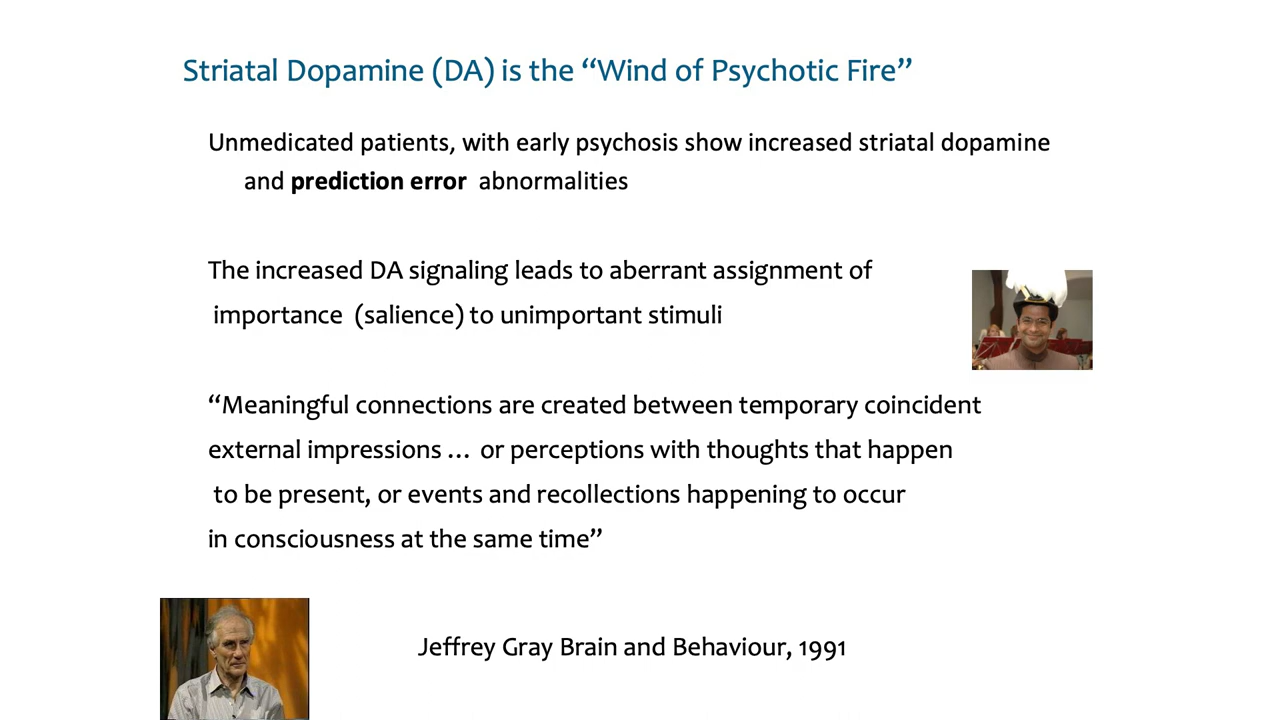 Striatal Dopamine (DA) is the “Wind of Psychotic Fire”
Unmedicated patients, with early psychosis show increased striatal dopamine
and prediction error abnormalities
The increased DA signaling leads to aberrant assignment of
importance (salience) to unimportant stimuli
“Meaningful connections are created between temporary coincident
external impressions … or perceptions with thoughts that happen
to be present, or events and recollections happening to occur
in consciousness at the same time”
Jeffrey Gray Brain and Behaviour, 1991